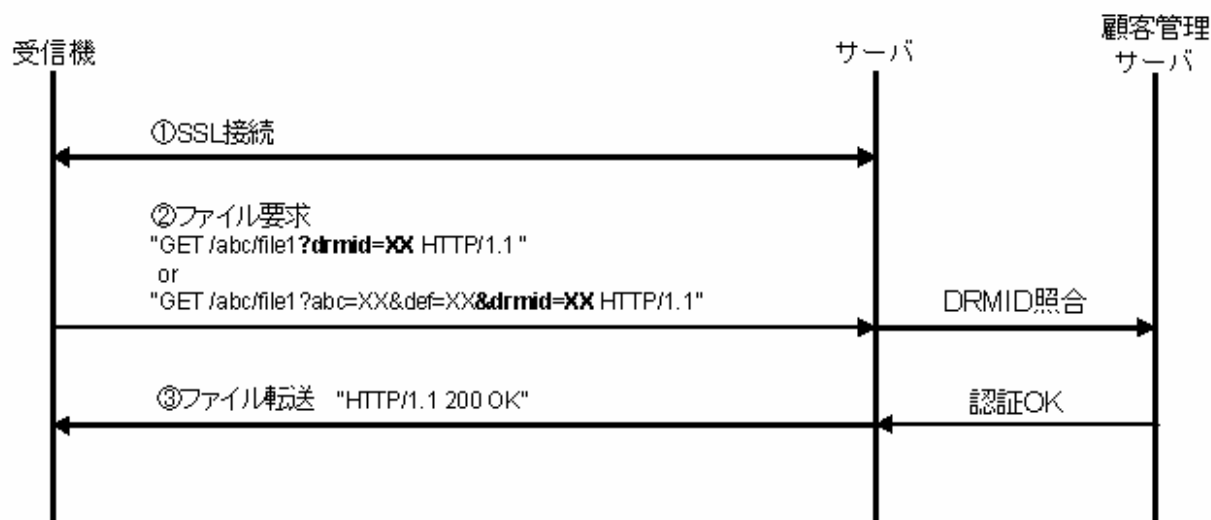 受信機
サーバ
顧客管理
サーバ
①SSL接続
②ファイル要求
"GET /abc/file1?drmid=XX HTTP/1.1"
or
"GET /abc/file1?abc=XX&def=XX&drmid=XX HTTP/1.1"
DRMID照合
③ファイル転送 "HTTP/1.1 200 OK"
認証OK